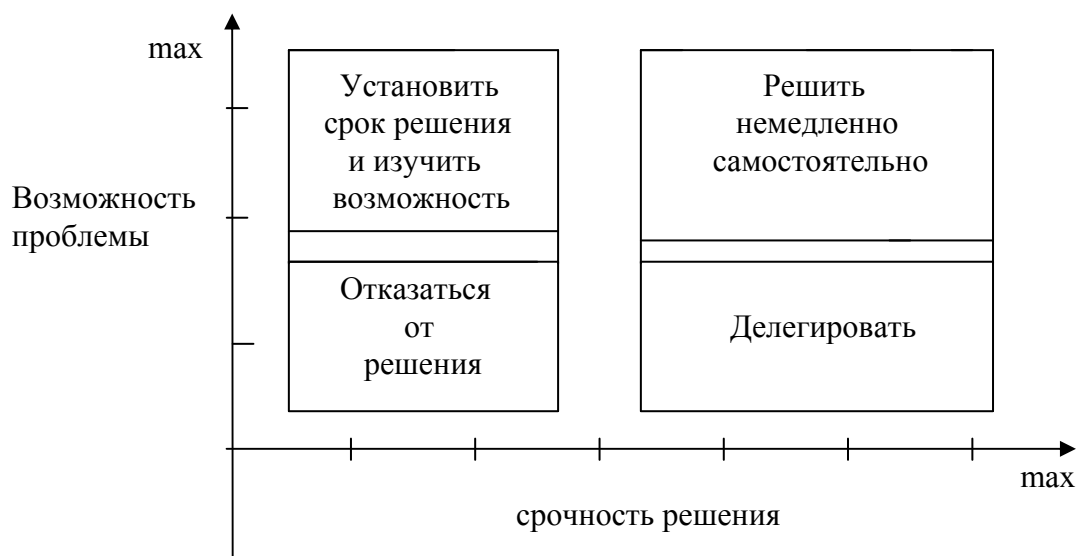 max
Установить
срок решения
и изучить
возможность
Решить
немедленно
самостоятельно
Возможность
проблемы
Отказаться
от
решения
Делегировать
max
срочность решения